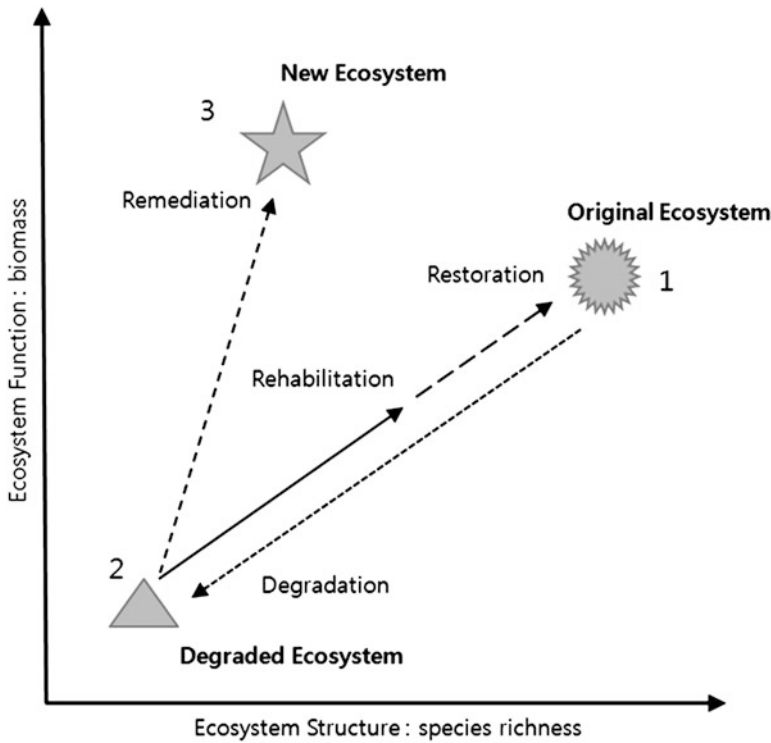 New Ecosystem
3
Remediation
Original Ecosystem
Restoration
1
Rehabilitation
2
Degradation
Degraded Ecosystem
Ecosystem Function : biomass
Ecosystem Structure : species richness